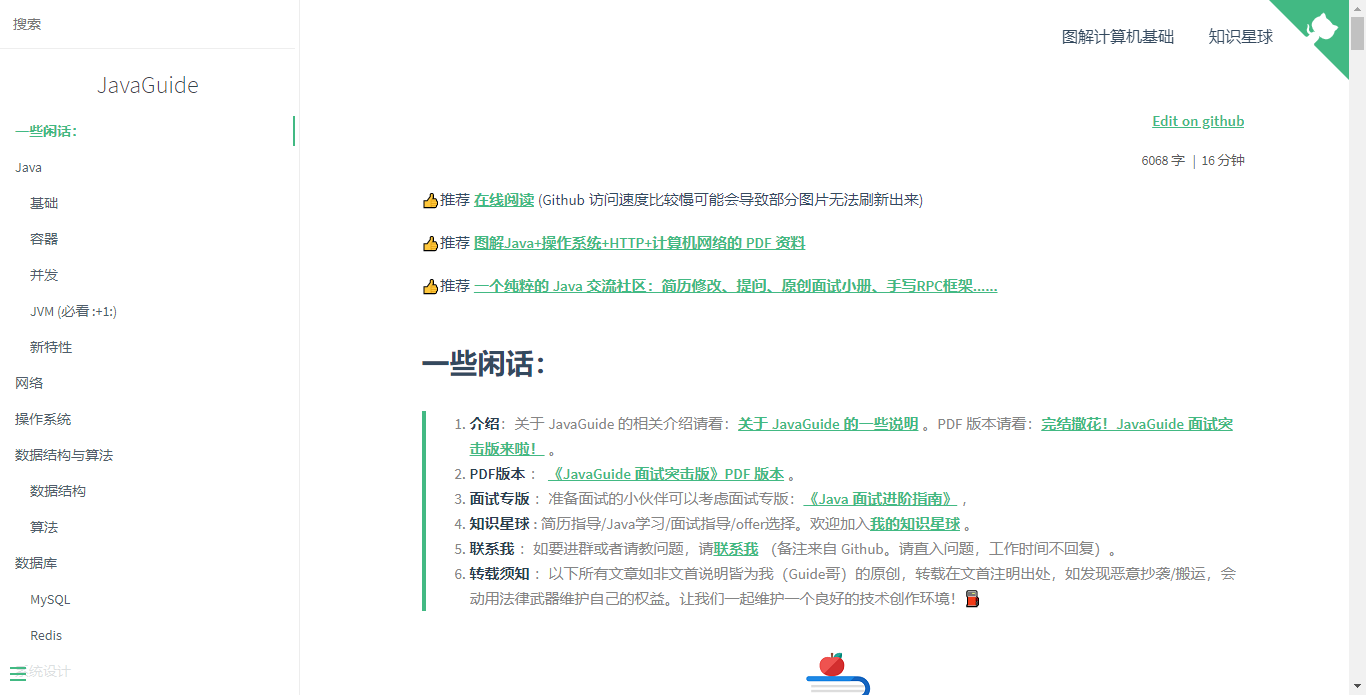 搜索
JavaGuide
一些闲话：
Java
基础
容器
并发
JVM (必看 :+1:)
新特性
网络
操作系统
数据结构与算法
数据结构
算法
数据库
MySQL
Redis
系统设计
图解计算机基础
知识星球
Edit on github
6068 字 | 16 分钟
👍推荐 在线阅读 (Github 访问速度比较慢可能会导致部分图片无法刷新出来)
👍推荐 图解Java+操作系统+HTTP+计算机网络的 PDF 资料
👍推荐 一个纯粹的 Java 交流社区：简历修改、提问、原创面试小册、手写RPC框架......
一些闲话：
1. 介绍：关于 JavaGuide 的相关介绍请看：关于 JavaGuide 的一些说明 。PDF 版本请看：完结撒花！JavaGuide 面试突
击版来啦！ 。
2. PDF版本 ： 《JavaGuide 面试突击版》PDF 版本 。
3. 面试专版 ：准备面试的小伙伴可以考虑面试专版：《Java 面试进阶指南》 ，
4. 知识星球 : 简历指导/Java学习/面试指导/offer选择。欢迎加入我的知识星球 。
5. 联系我 ：如要进群或者请教问题，请联系我 （备注来自 Github。请直入问题，工作时间不回复）。
6. 转载须知 ：以下所有文章如非文首说明皆为我（Guide哥）的原创，转载在文首注明出处，如发现恶意抄袭/搬运，会
动用法律武器维护自己的权益。让我们一起维护一个良好的技术创作环境！